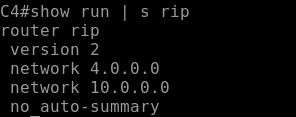 C4#show run | s rip
router rip
 version 2
 network 4.0.0.0
 network 10.0.0.0
 no auto-summary